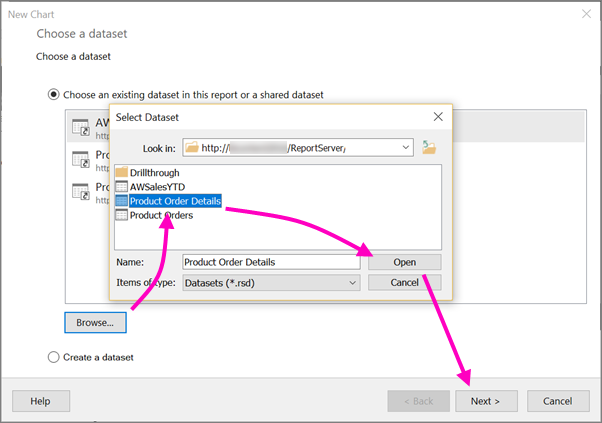 New Chart
Choose a dataset
Choose a dataset
Choose an existing dataset in this report or a shared dataset
AW
http
Select Dataset
Look in: http:// /ReportServer/
Pro
http
Pro
http
Drillthrough
AWSalesYTD
Product Order Details
Product Orders
Name: Product Order Details Open
Items of type: Datasets (*.rsd) Cancel
Browse...
Create a dataset
Help < Back Next > Cancel